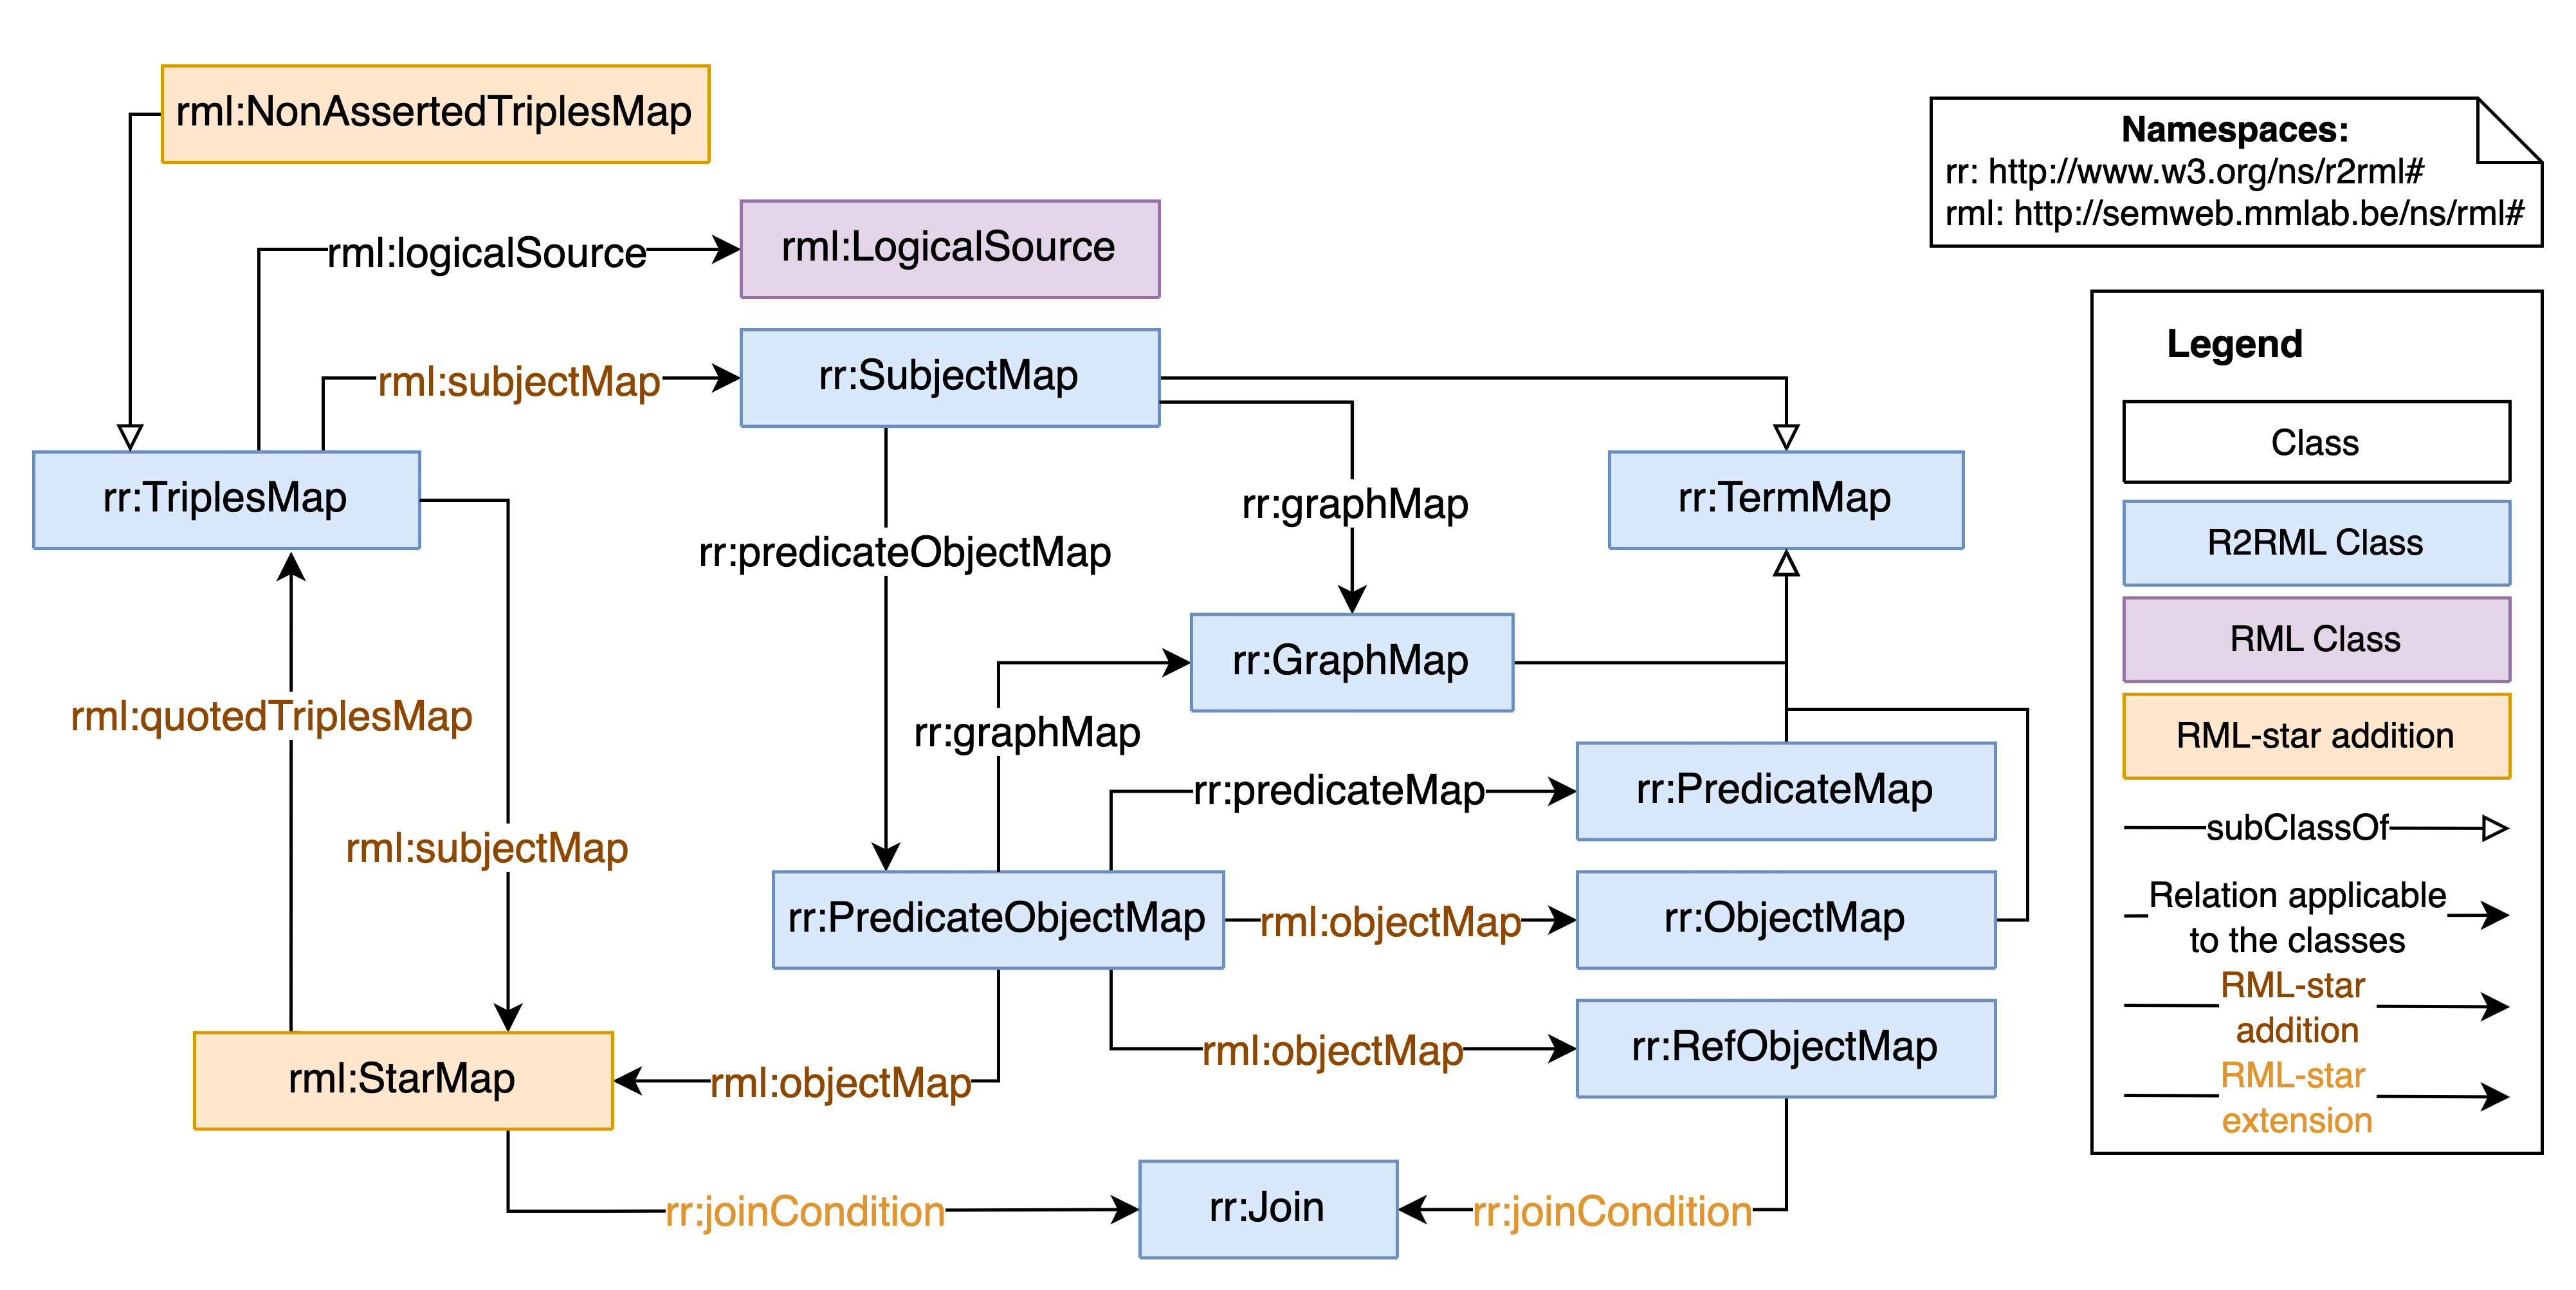 rml:NonAssertedTriplesMap
Namespaces:
rr: http://www.w3.org/ns/r2rml#
rml: http://semweb.mmlab.be/ns/rml#
rml:logicalSource
rml:LogicalSource
rml:subjectMap
rr:SubjectMap
rr:TriplesMap
rr:graphMap
rr:TermMap
rr:predicateObjectMap
rr:GraphMap
rml:quotedTriplesMap
rr:graphMap
rr:predicateMap
rr:PredicateMap
rml:subjectMap
rr:PredicateObjectMap
rml:objectMap
rr:ObjectMap
rml:objectMap
rr:RefObjectMap
rml:StarMap
rml:objectMap
rr:joinCondition
rr:Join
rr:joinCondition
Legend
Class
R2RML Class
RML Class
RML-star addition
subClassOf
Relation applicable
to the classes
RML-star
addition
RML-star
extension